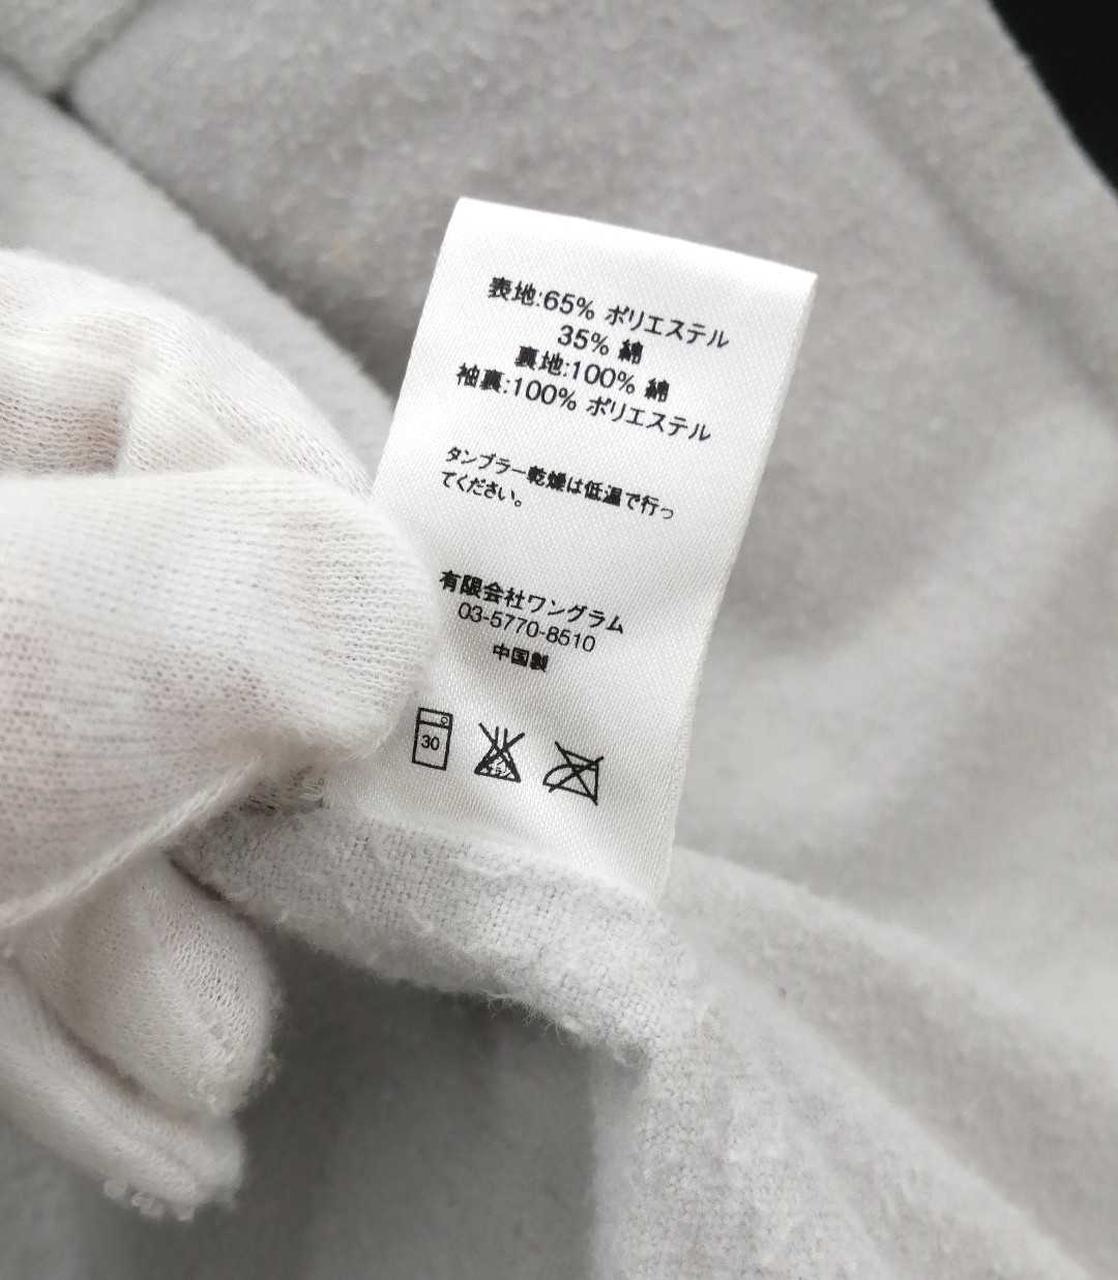 表地:65% ポリエステル
35% 綿
裏地:100% 綿
袖裏:100% ポリエステル
タンブラー乾燥は低温で行っ
てください。
有限会社ワングラム
03-5770-8510
中国製
30